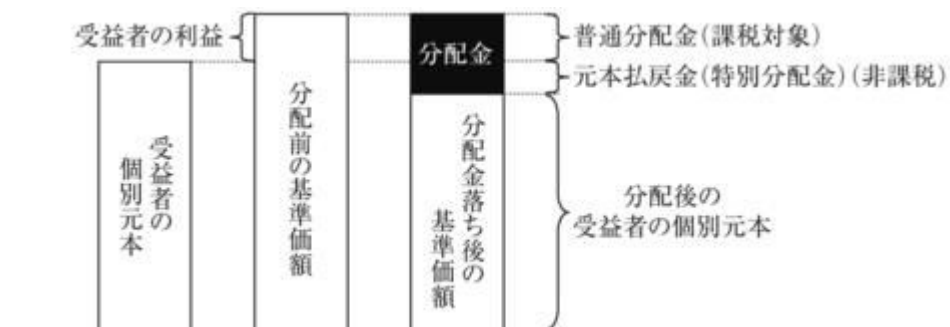 受益者の利益
分配金
普通分配金(課税対象)
元本払戻金(特別分配金)(非課税)
受益者の
個別元本
分配前の基準価額
分配金落ち後の
基準価額
分配後の
受益者の個別元本